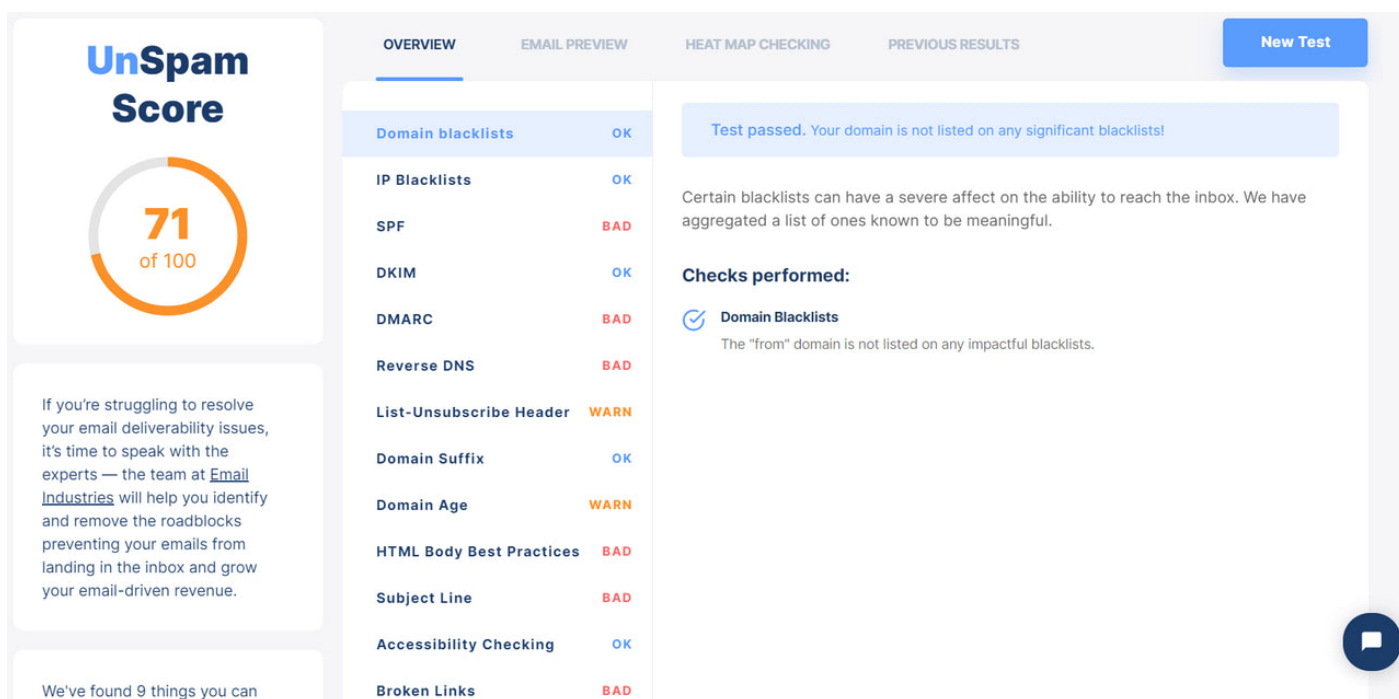 UnSpam
Score
71
of 100
If you're struggling to resolve
your email deliverability issues,
it's time to speak with the
experts — the team at Email
Industries will help you identify
and remove the roadblocks
preventing your emails from
landing in the inbox and grow
your email-driven revenue.
We've found 9 things you can
OVERVIEW
EMAIL PREVIEW
HEAT MAP CHECKING
PREVIOUS RESULTS
New Test
Domain blacklists OK
IP Blacklists OK
SPF BAD
DKIM OK
DMARC BAD
Reverse DNS BAD
List-Unsubscribe Header WARN
Domain Suffix OK
Domain Age WARN
HTML Body Best Practices BAD
Subject Line BAD
Accessibility Checking OK
Broken Links BAD
Test passed. Your domain is not listed on any significant blacklists!
Certain blacklists can have a severe affect on the ability to reach the inbox. We have
aggregated a list of ones known to be meaningful.
Checks performed:
Domain Blacklists
The "from" domain is not listed on any impactful blacklists.